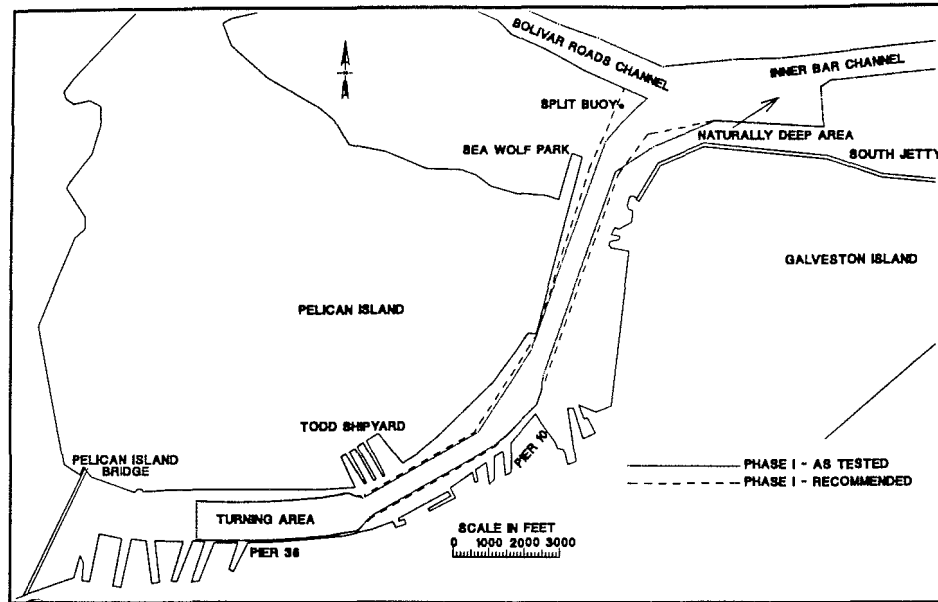 BOLIVAR ROADS CHANNEL
INNER BAR CHANNEL
SPLIT BUOY
NATURALLY DEEP AREA
SEA WOLF PARK
SOUTH JETTY
GALVESTON ISLAND
PELICAN ISLAND
TODD SHIPYARD
PIER 10
PELICAN ISLAND
BRIDGE
PHASE I - AS TESTED
PHASE I - RECOMMENDED
TURNING AREA
SCALE IN FEET
0 1000 2000 3000
PIER 36